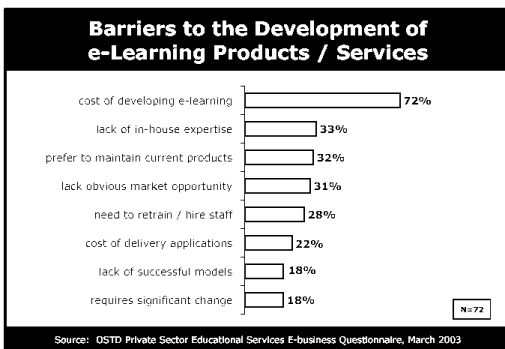 Barriers to the Development of
e-Learning Products / Services
cost of developing e-learning 72%
lack of in-house expertise 33%
prefer to maintain current products 32%
lack obvious market opportunity 31%
need to retrain / hire staff 28%
cost of delivery applications 22%
lack of successful models 18%
requires significant change 18%
N=72
Source: OSTD Private Sector Educational Services E-business Questionnaire, March 2003